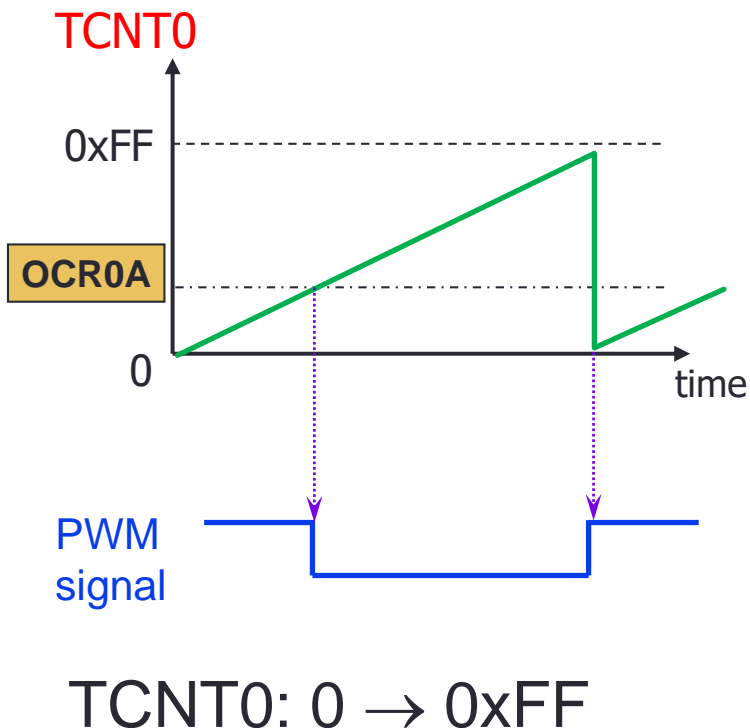 TCNT0
0xFF
OCR0A
0
time
PWM
signal
TCNT0: 0 → 0xFF